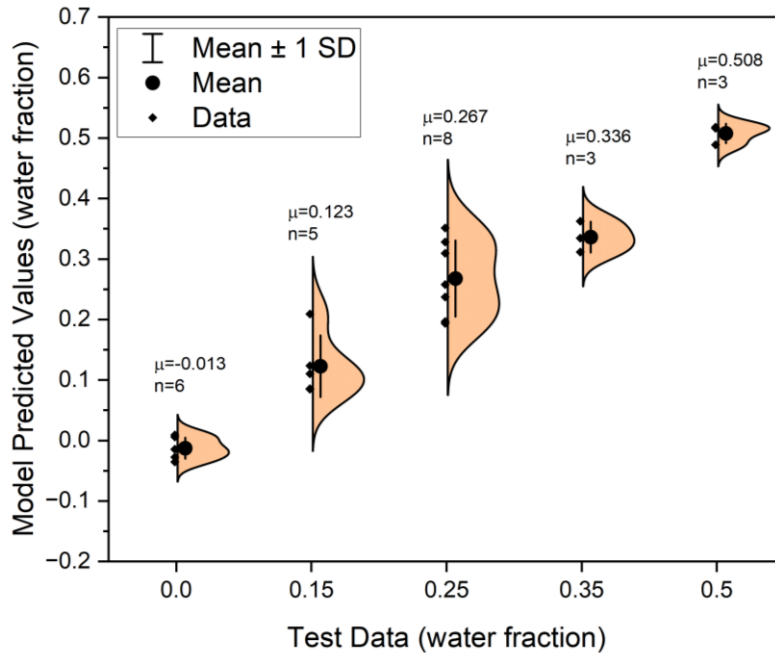 Model Predicted Values (water fraction)
0.7
0.6
0.5
0.4
0.3
0.2
0.1
0.0
−0.1
−0.2
Mean ± 1 SD
Mean
Data
μ=-0.013
n=6
μ=0.123
n=5
μ=0.267
n=8
μ=0.336
n=3
μ=0.508
n=3
0.0 0.15 0.25 0.35 0.5
Test Data (water fraction)